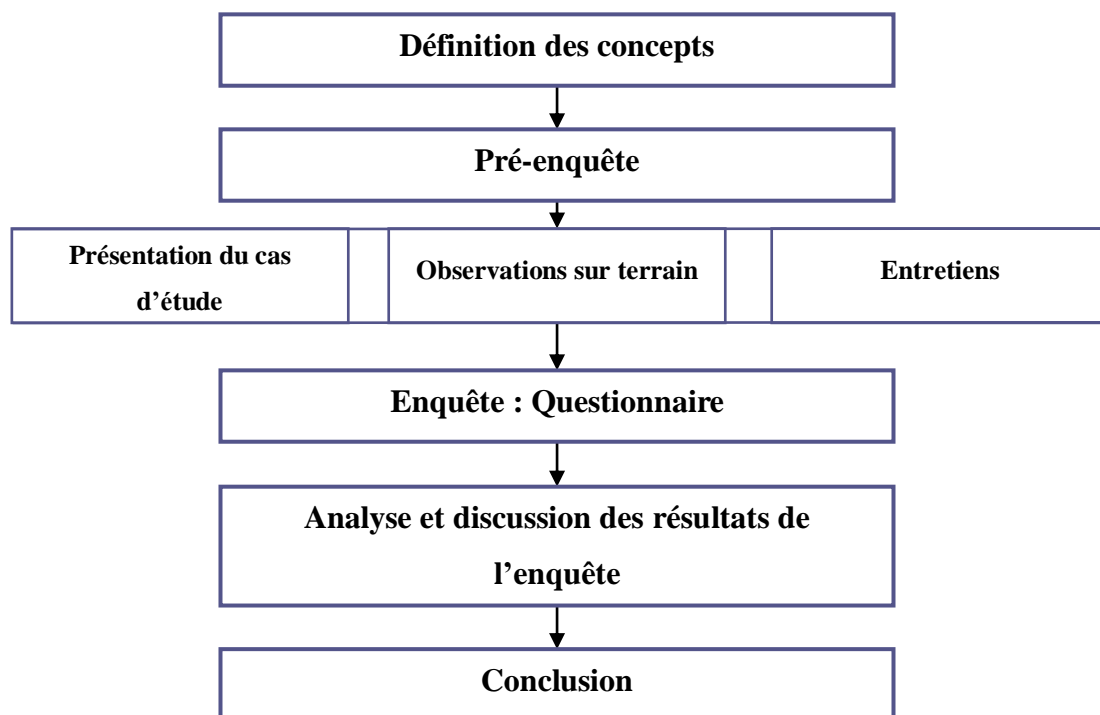 Définition des concepts
Pré-enquête
Présentation du cas
d’étude
Observations sur terrain
Entretiens
Enquête : Questionnaire
Analyse et discussion des résultats de
l’enquête
Conclusion